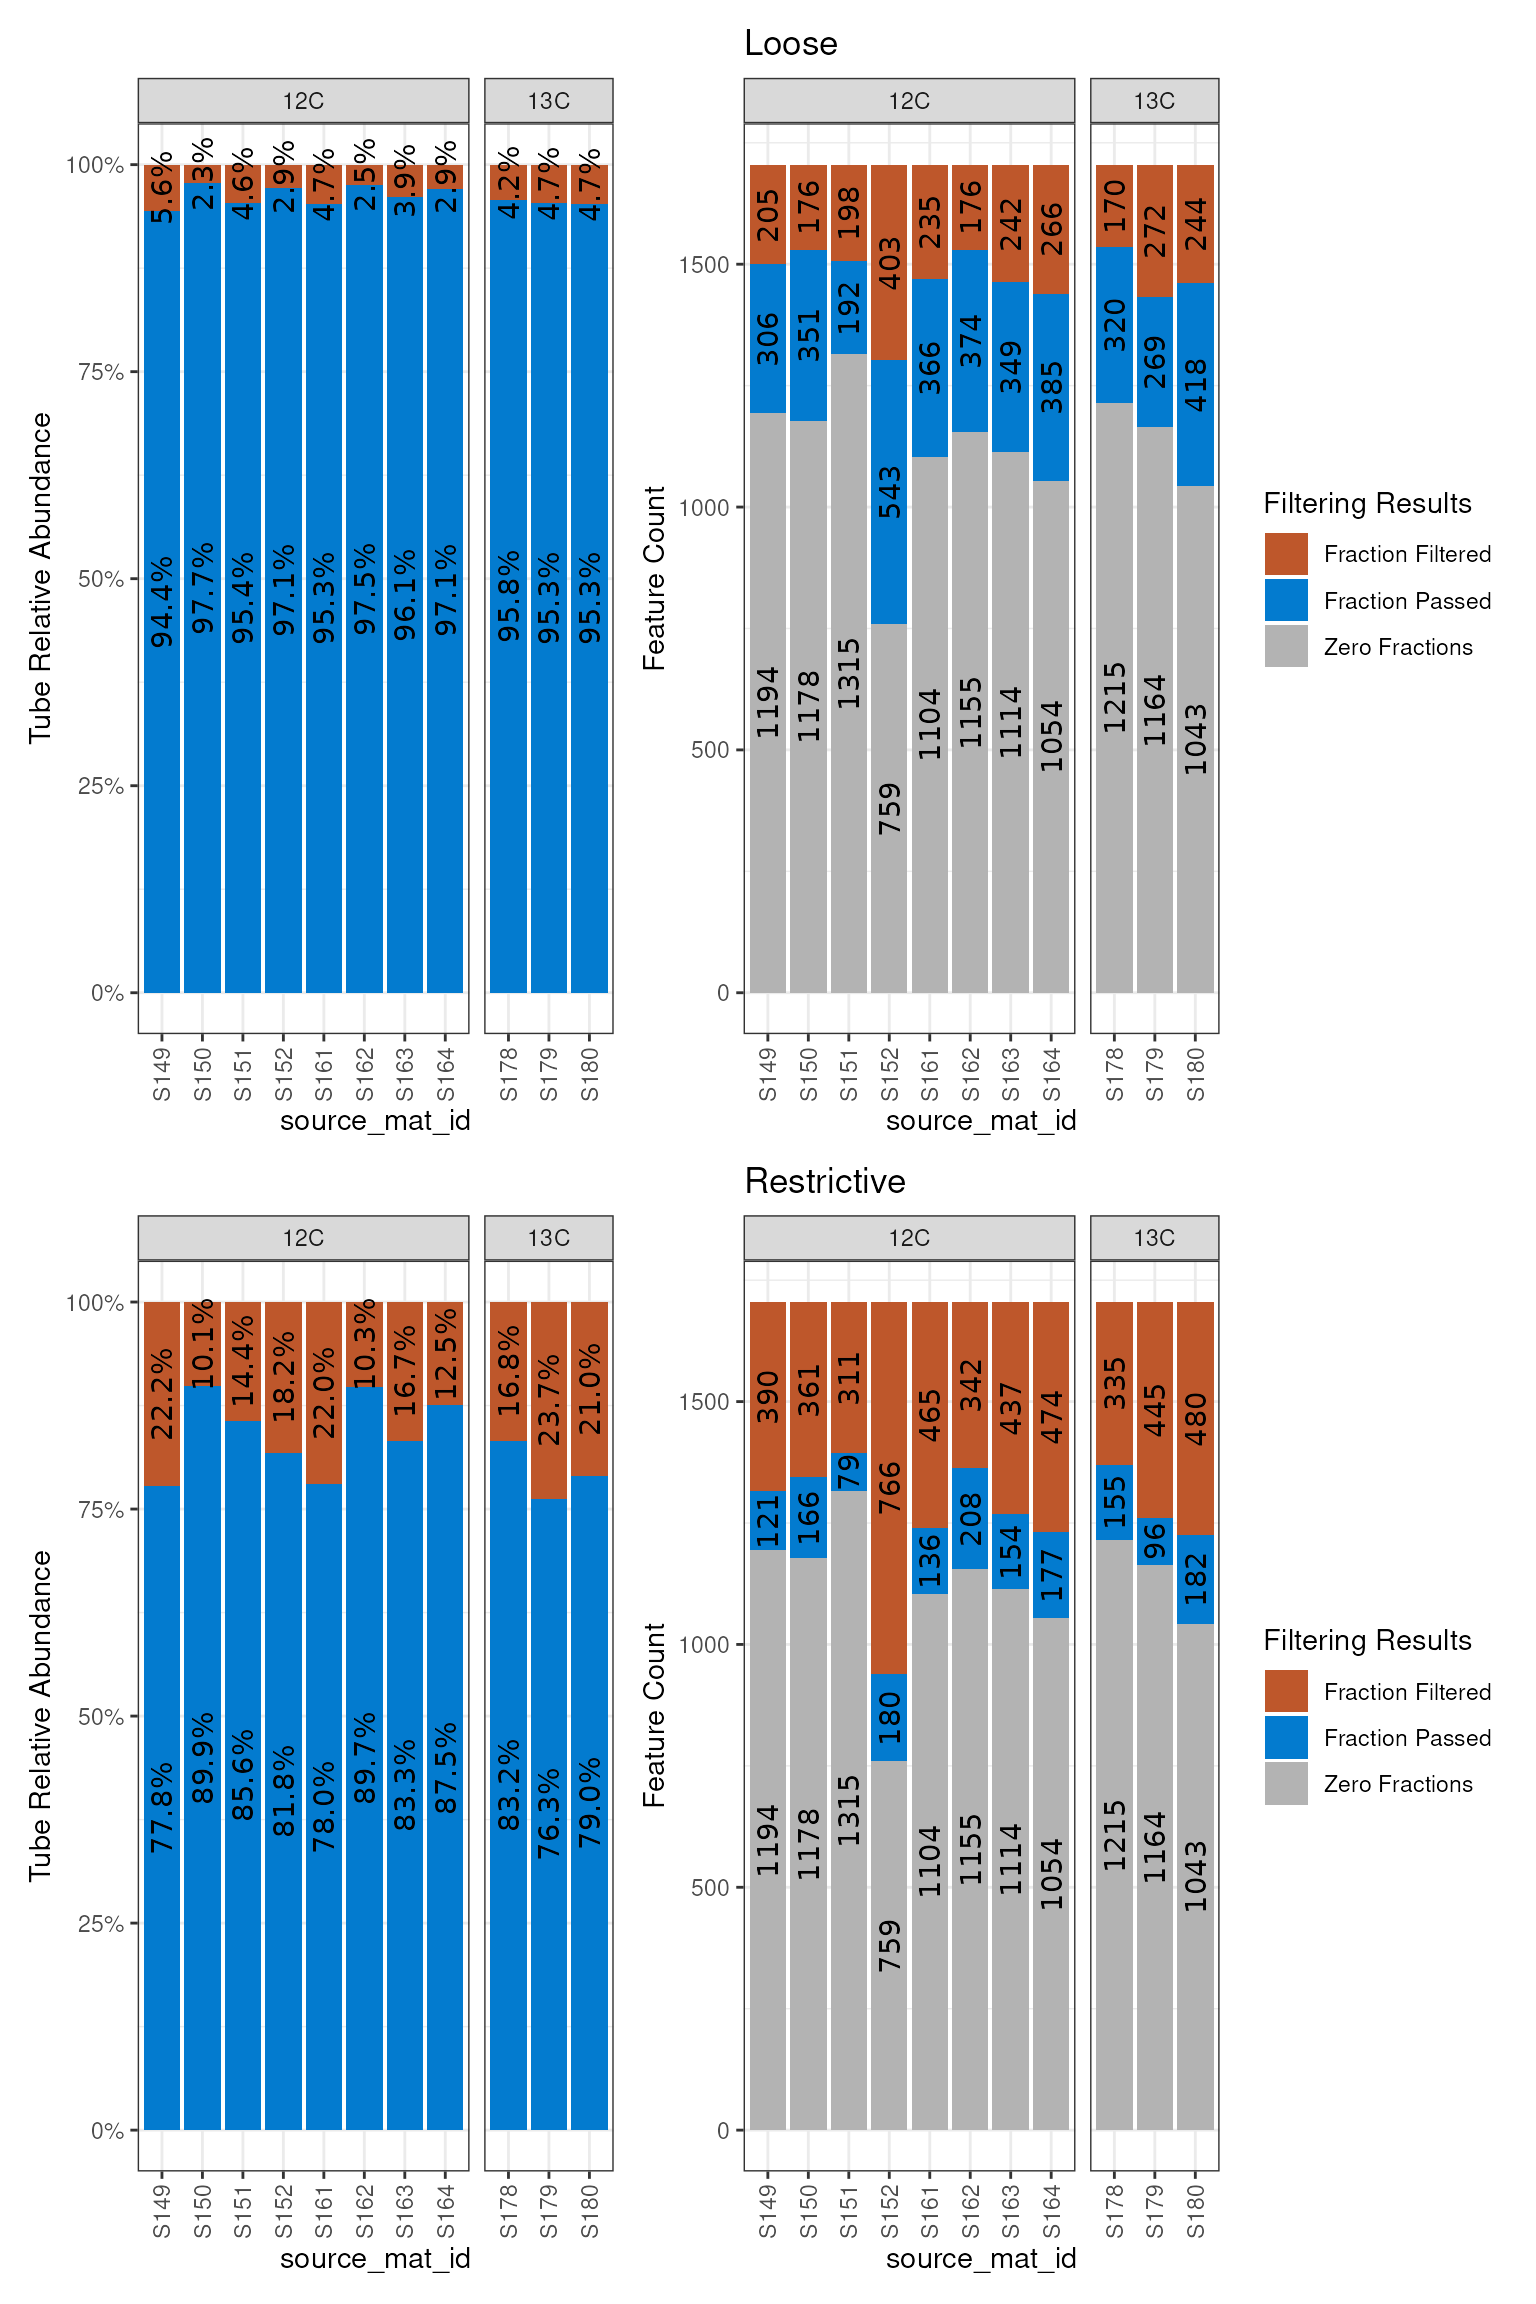 Loose
12C
13C
12C
13C
Tube Relative Abundance
100%
75%
50%
25%
0%
5.6%
2.3%
4.6%
2.9%
4.7%
2.5%
3.9%
2.9%
4.2%
4.7%
4.7%
94.4%
97.7%
95.4%
97.1%
95.3%
97.5%
96.1%
97.1%
95.8%
95.3%
95.3%
S149
S150
S151
S152
S161
S162
S163
S164
S178
S179
S180
source_mat_id
Feature Count
1500
1000
500
0
205
176
198
403
235
176
242
266
170
272
244
306
351
192
543
366
374
349
385
320
269
418
1194
1178
1315
759
1104
1155
1114
1054
1215
1164
1043
S149
S150
S151
S152
S161
S162
S163
S164
S178
S179
S180
source_mat_id
Filtering Results
Fraction Filtered
Fraction Passed
Zero Fractions
Restrictive
12C
13C
12C
13C
Tube Relative Abundance
100%
75%
50%
25%
0%
22.2%
10.1%
14.4%
18.2%
22.0%
10.3%
16.7%
12.5%
16.8%
23.7%
21.0%
77.8%
89.9%
85.6%
81.8%
78.0%
89.7%
83.3%
87.5%
83.2%
76.3%
79.0%
S149
S150
S151
S152
S161
S162
S163
S164
S178
S179
S180
source_mat_id
Feature Count
1500
1000
500
0
390
361
311
766
465
342
437
474
335
445
480
121
166
79
180
136
208
154
177
155
96
182
1194
1178
1315
759
1104
1155
1114
1054
1215
1164
1043
S149
S150
S151
S152
S161
S162
S163
S164
S178
S179
S180
source_mat_id
Filtering Results
Fraction Filtered
Fraction Passed
Zero Fractions